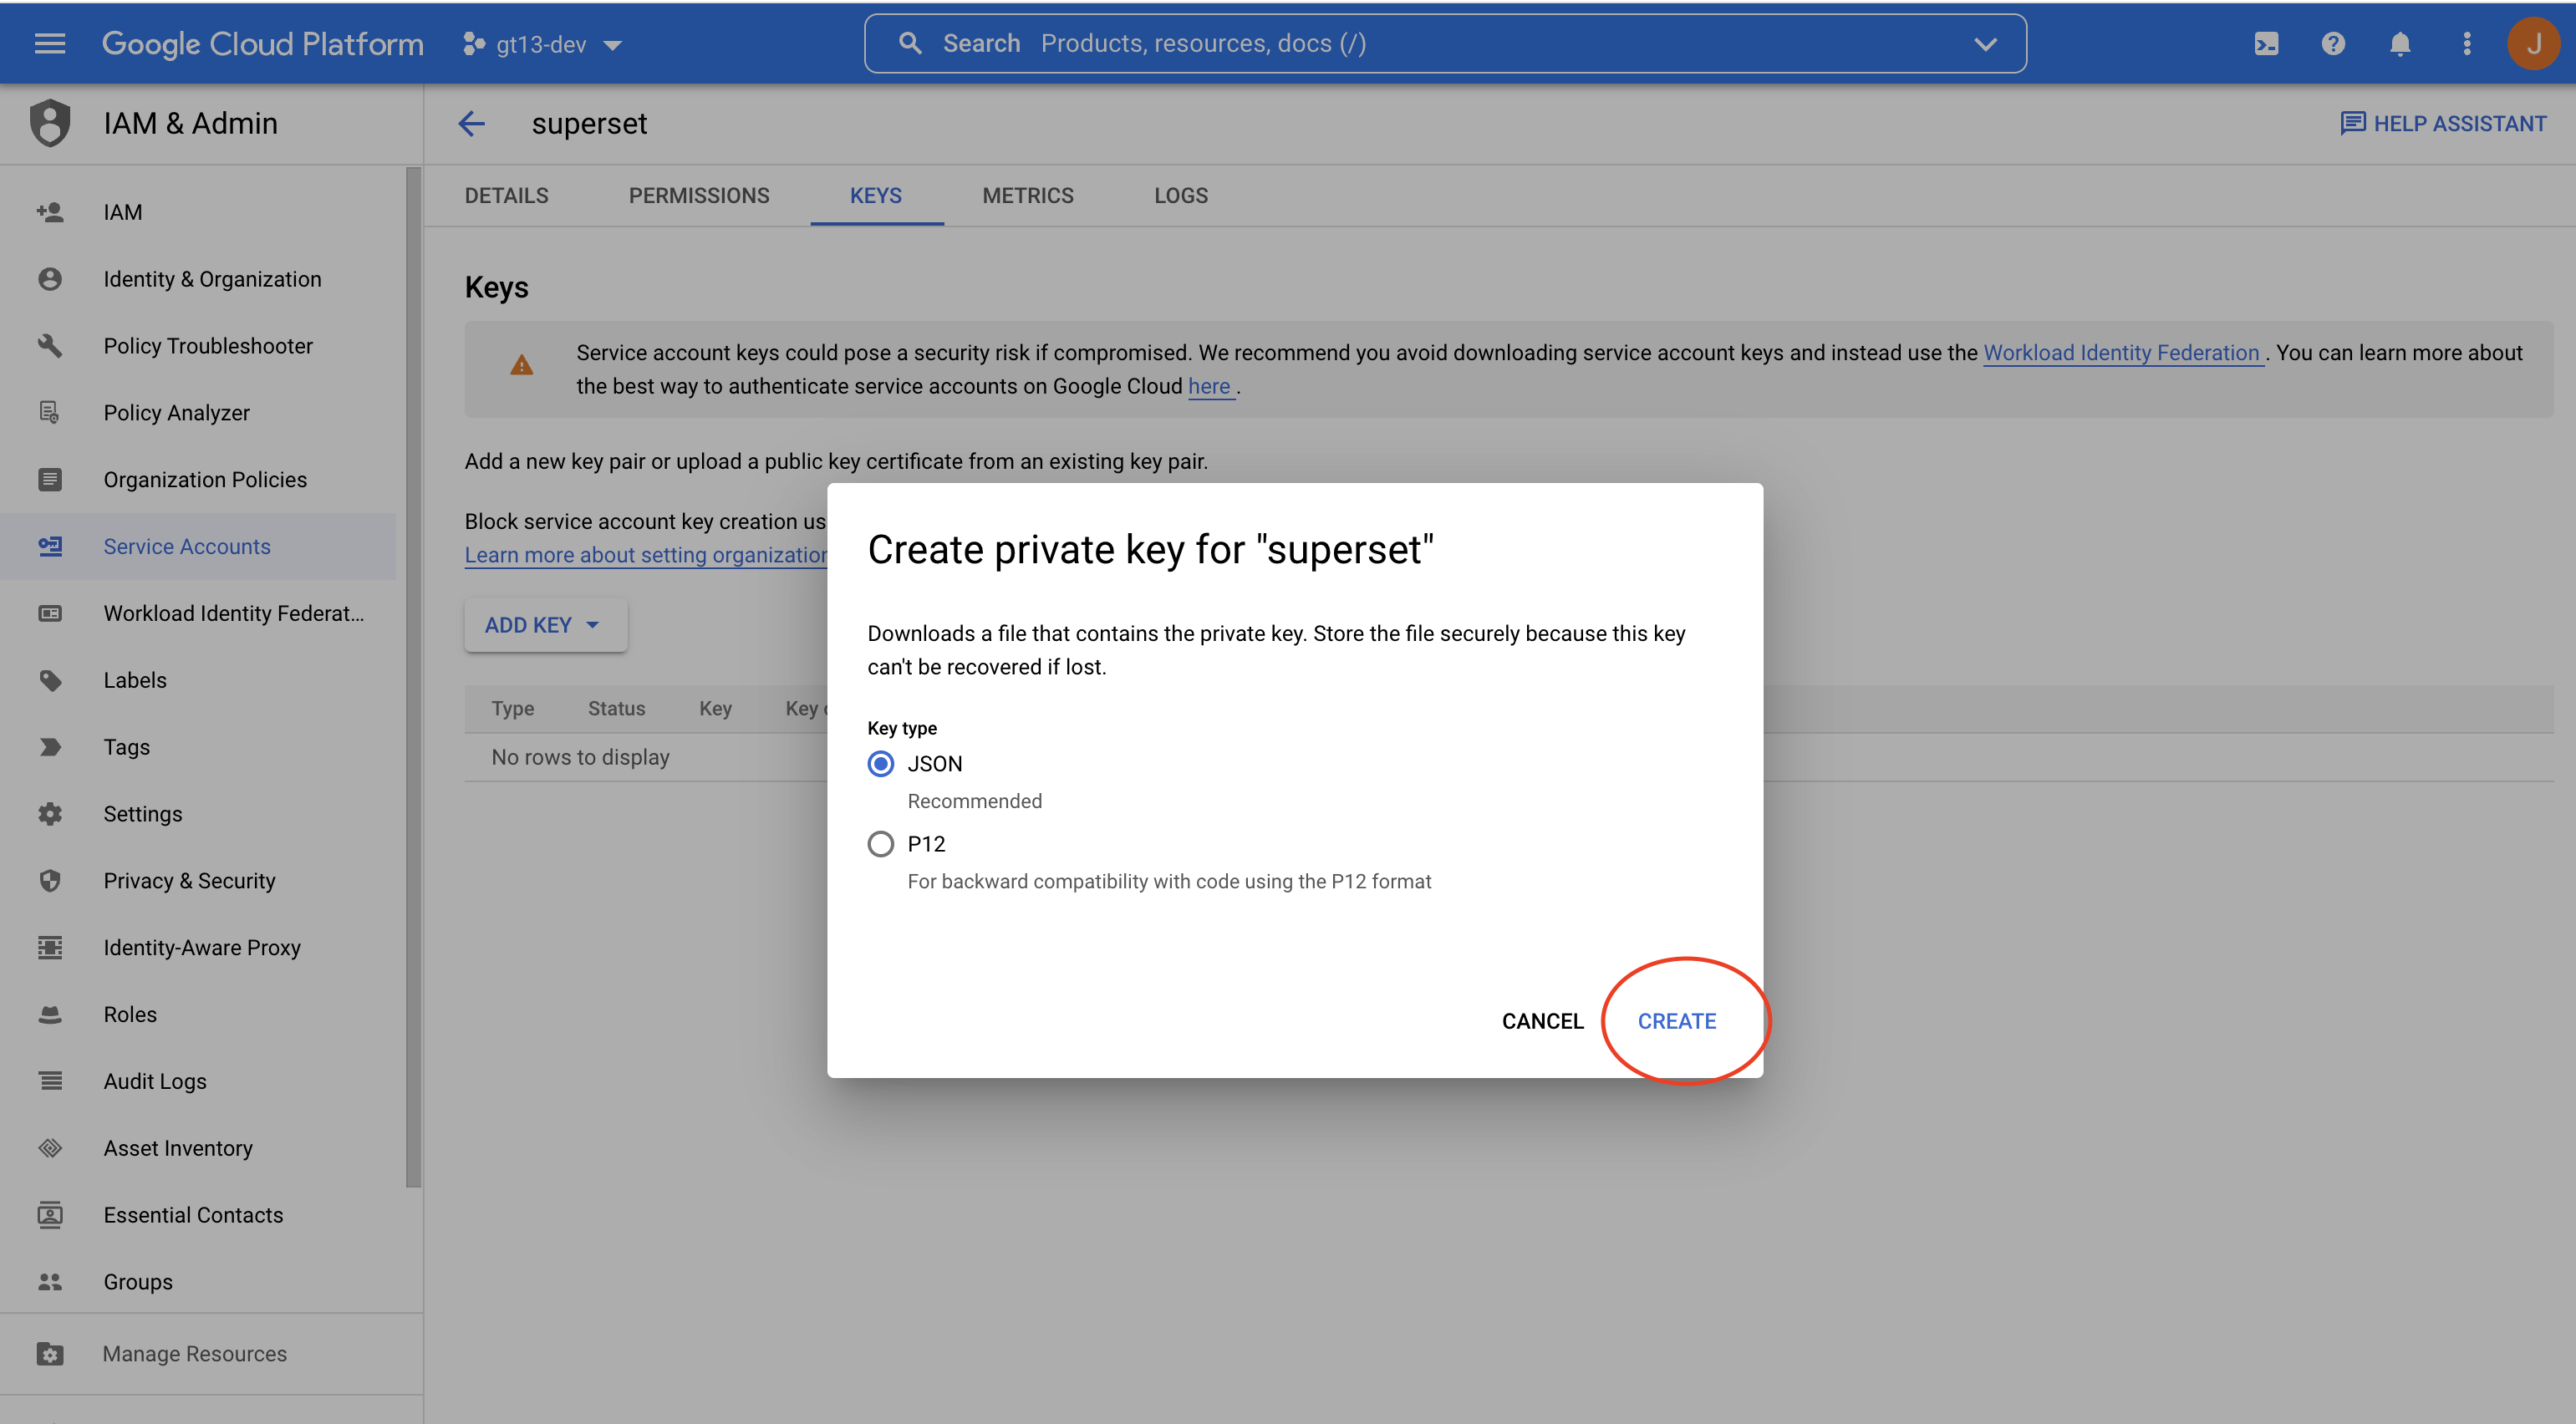 Google Cloud Platform
gt13-dev
Search Products, resources, docs (/)
J
IAM & Admin
superset
HELP ASSISTANT
DETAILS
PERMISSIONS
KEYS
METRICS
LOGS
IAM
Identity & Organization
Policy Troubleshooter
Policy Analyzer
Organization Policies
Service Accounts
Workload Identity Federat...
Labels
Tags
Settings
Privacy & Security
Identity-Aware Proxy
Roles
Audit Logs
Asset Inventory
Essential Contacts
Groups
Manage Resources
Keys
Service account keys could pose a security risk if compromised. We recommend you avoid downloading service account keys and instead use the Workload Identity Federation . You can learn more about
the best way to authenticate service accounts on Google Cloud here .
Add a new key pair or upload a public key certificate from an existing key pair.
Block service account key creation us
Learn more about setting organization
ADD KEY
Type Status Key Key
No rows to display
Create private key for "superset"
Downloads a file that contains the private key. Store the file securely because this key
can't be recovered if lost.
Key type
JSON
Recommended
P12
For backward compatibility with code using the P12 format
CANCEL
CREATE